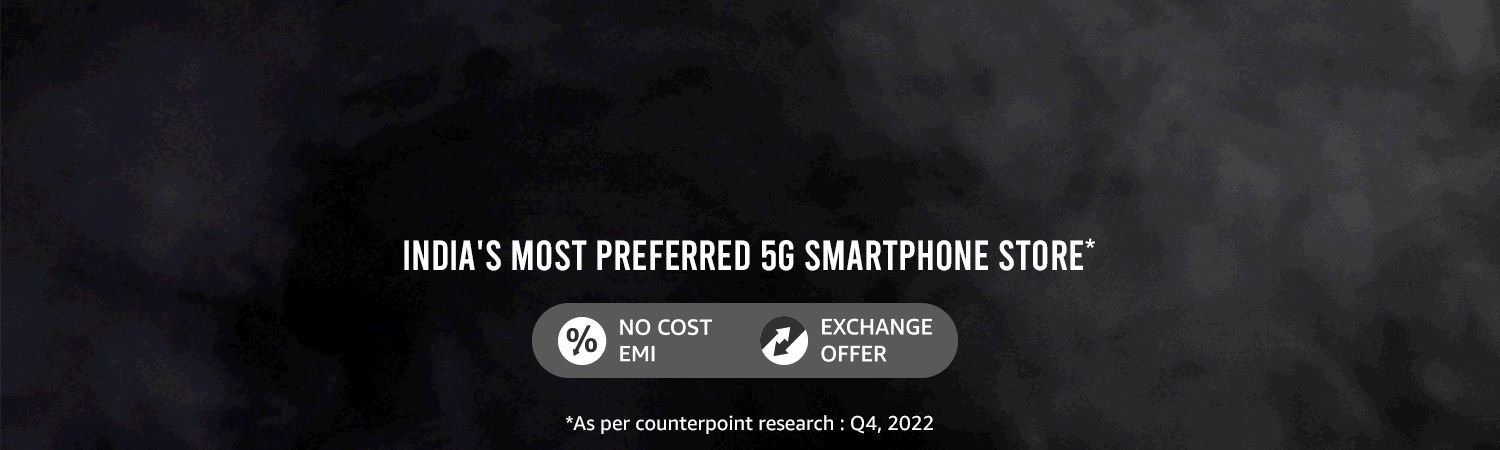 INDIA'S MOST PREFERRED 5G SMARTPHONE STORE*
% NO COST
EMI
EXCHANGE
OFFER
*As per counterpoint research : Q4, 2022